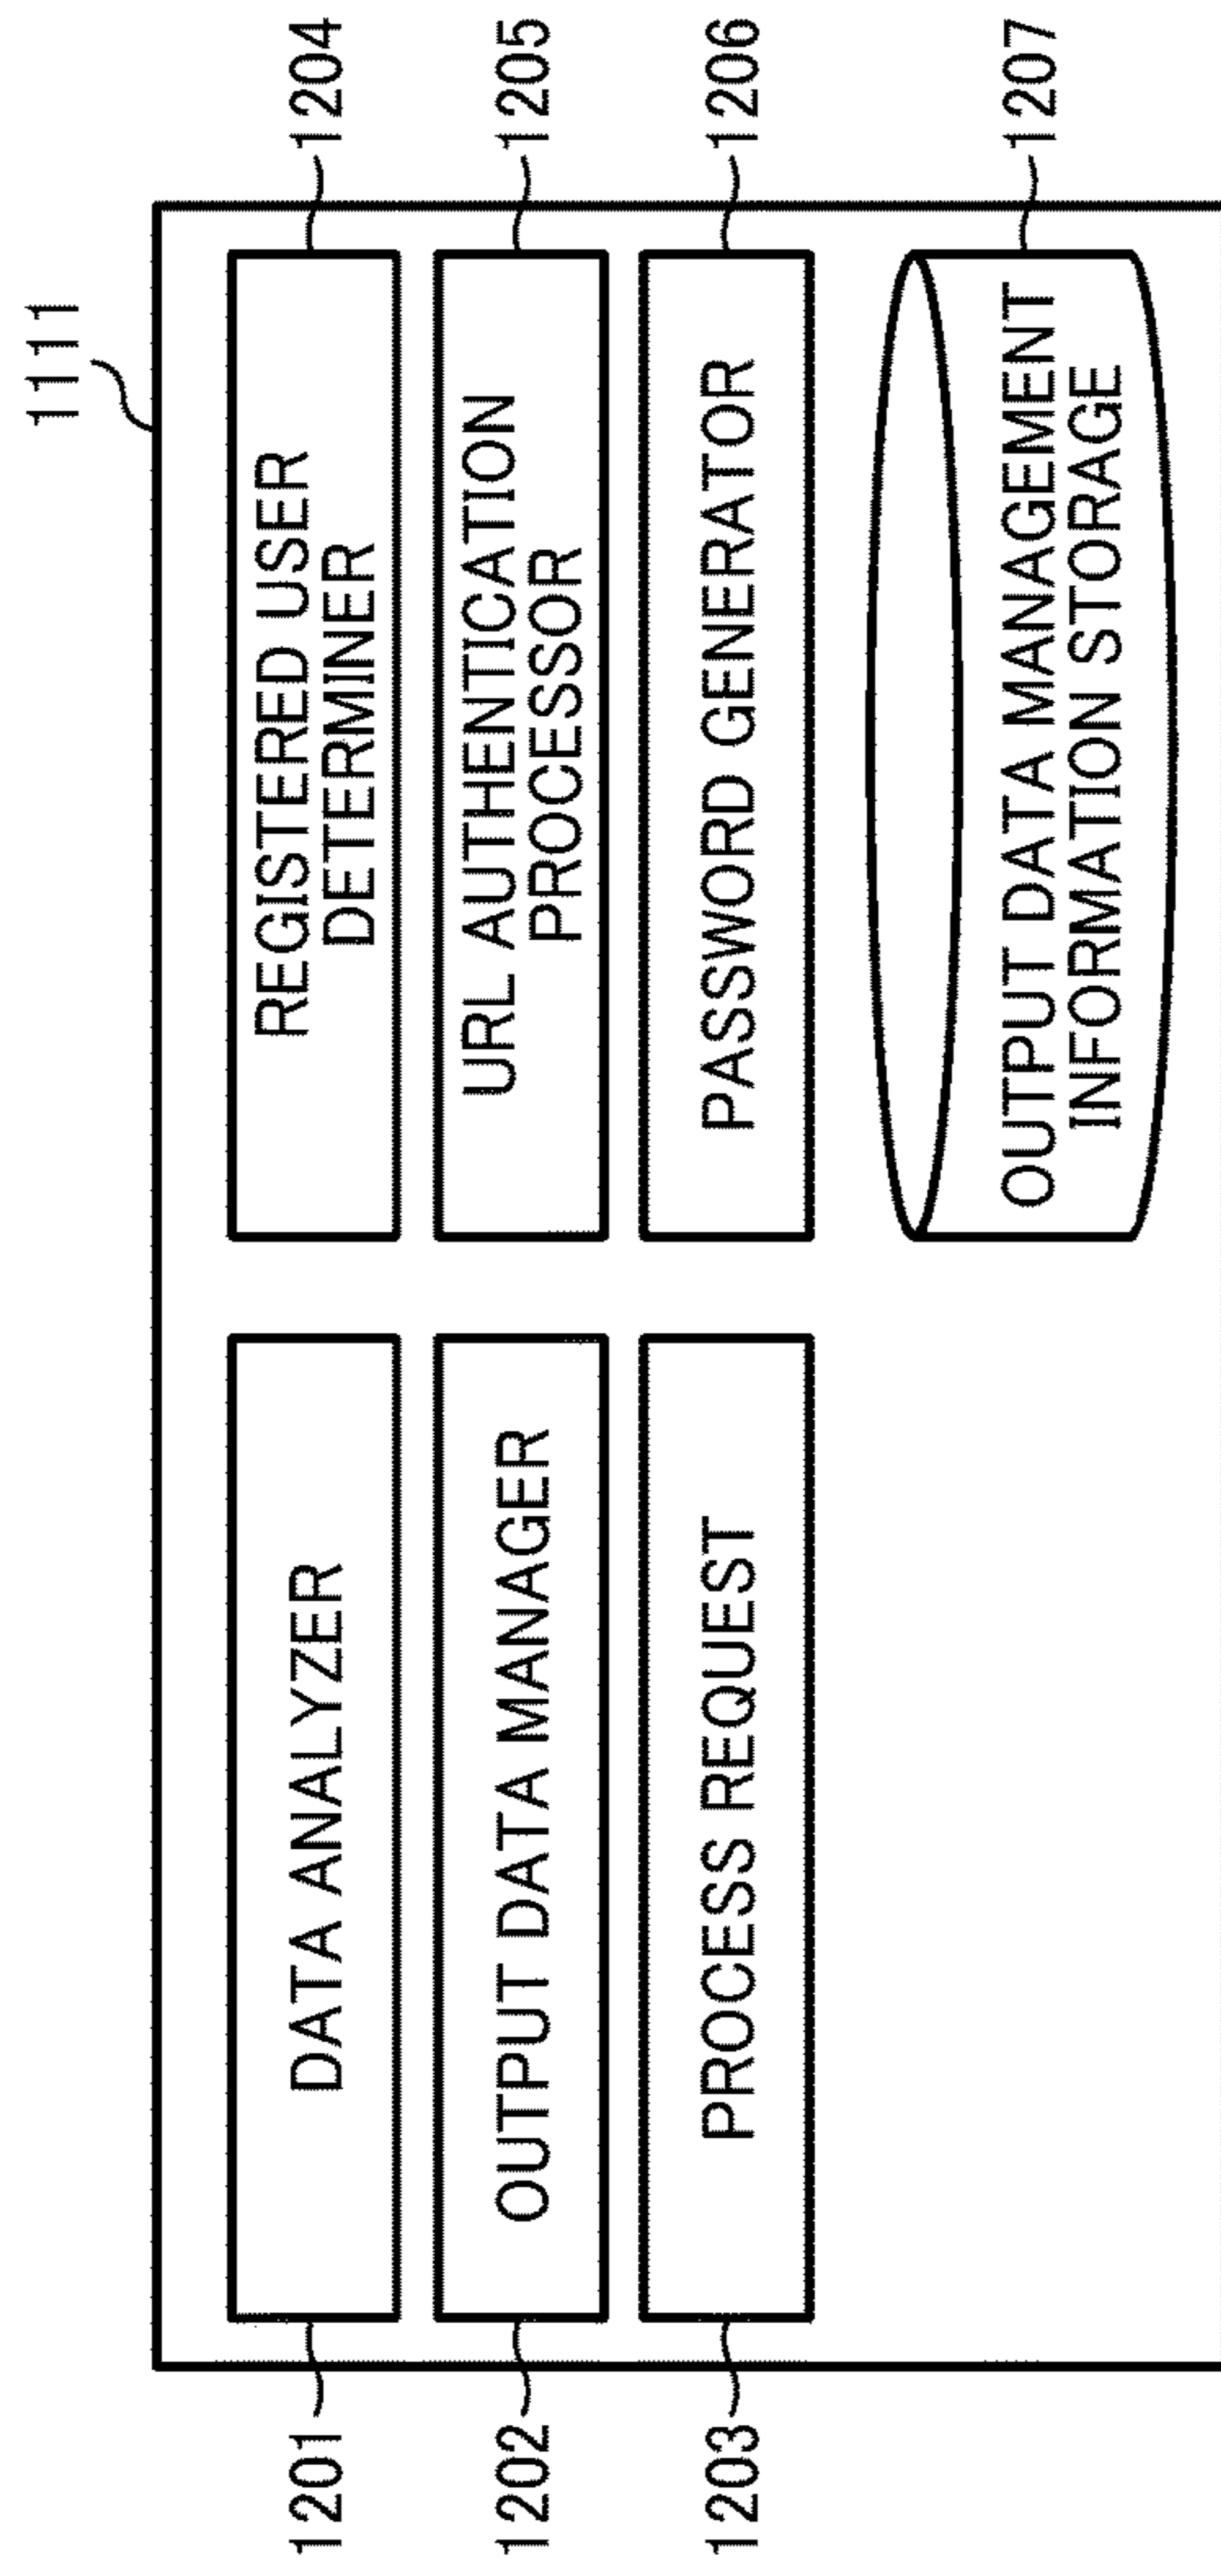 1111
1201
DATA ANALYZER
1202
OUTPUT DATA MANAGER
1203
PROCESS REQUEST
1204
REGISTERED USER
DETERMINER
1205
URL AUTHENTICATION
PROCESSOR
1206
PASSWORD GENERATOR
1207
OUTPUT DATA MANAGEMENT
INFORMATION STORAGE